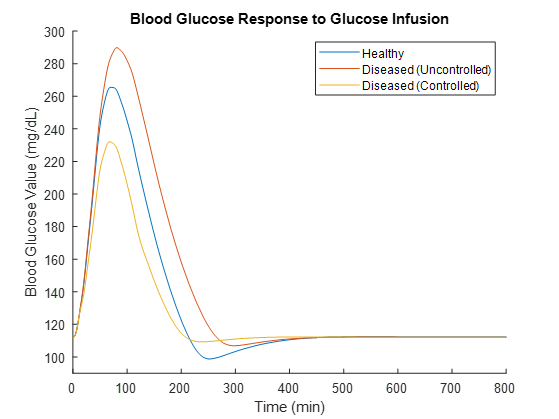 Blood Glucose Response to Glucose Infusion
300
280
260
240
220
200
180
160
140
120
100
Blood Glucose Value (mg/dL)
Healthy
Diseased (Uncontrolled)
Diseased (Controlled)
0 100 200 300 400 500 600 700 800
Time (min)